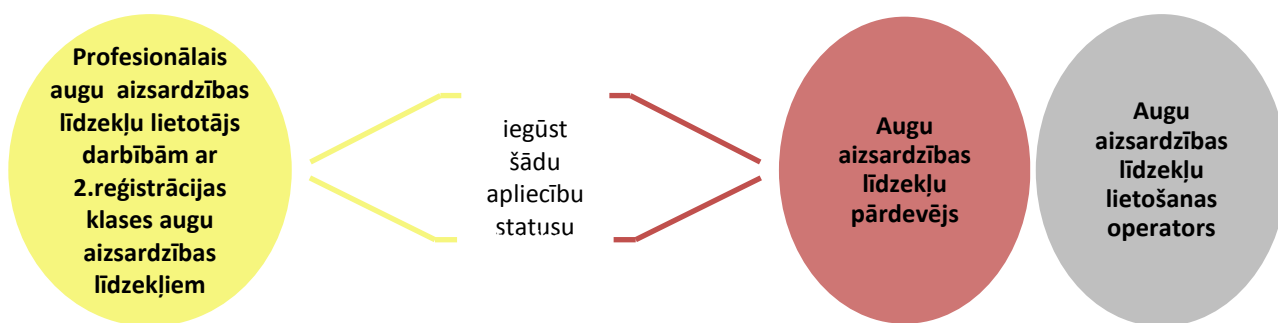 Profesionālais
augu aizsardzības
līdzekļu lietotājs
darbībām ar
2.reģistrācijas
klases augu
aizsardzības
līdzekļiem
iegūst
šādu
apliecību
statusu
Augu
aizsardzības
līdzekļu
pārdevējs
Augu
aizsardzības
līdzekļu
lietošanas
operators